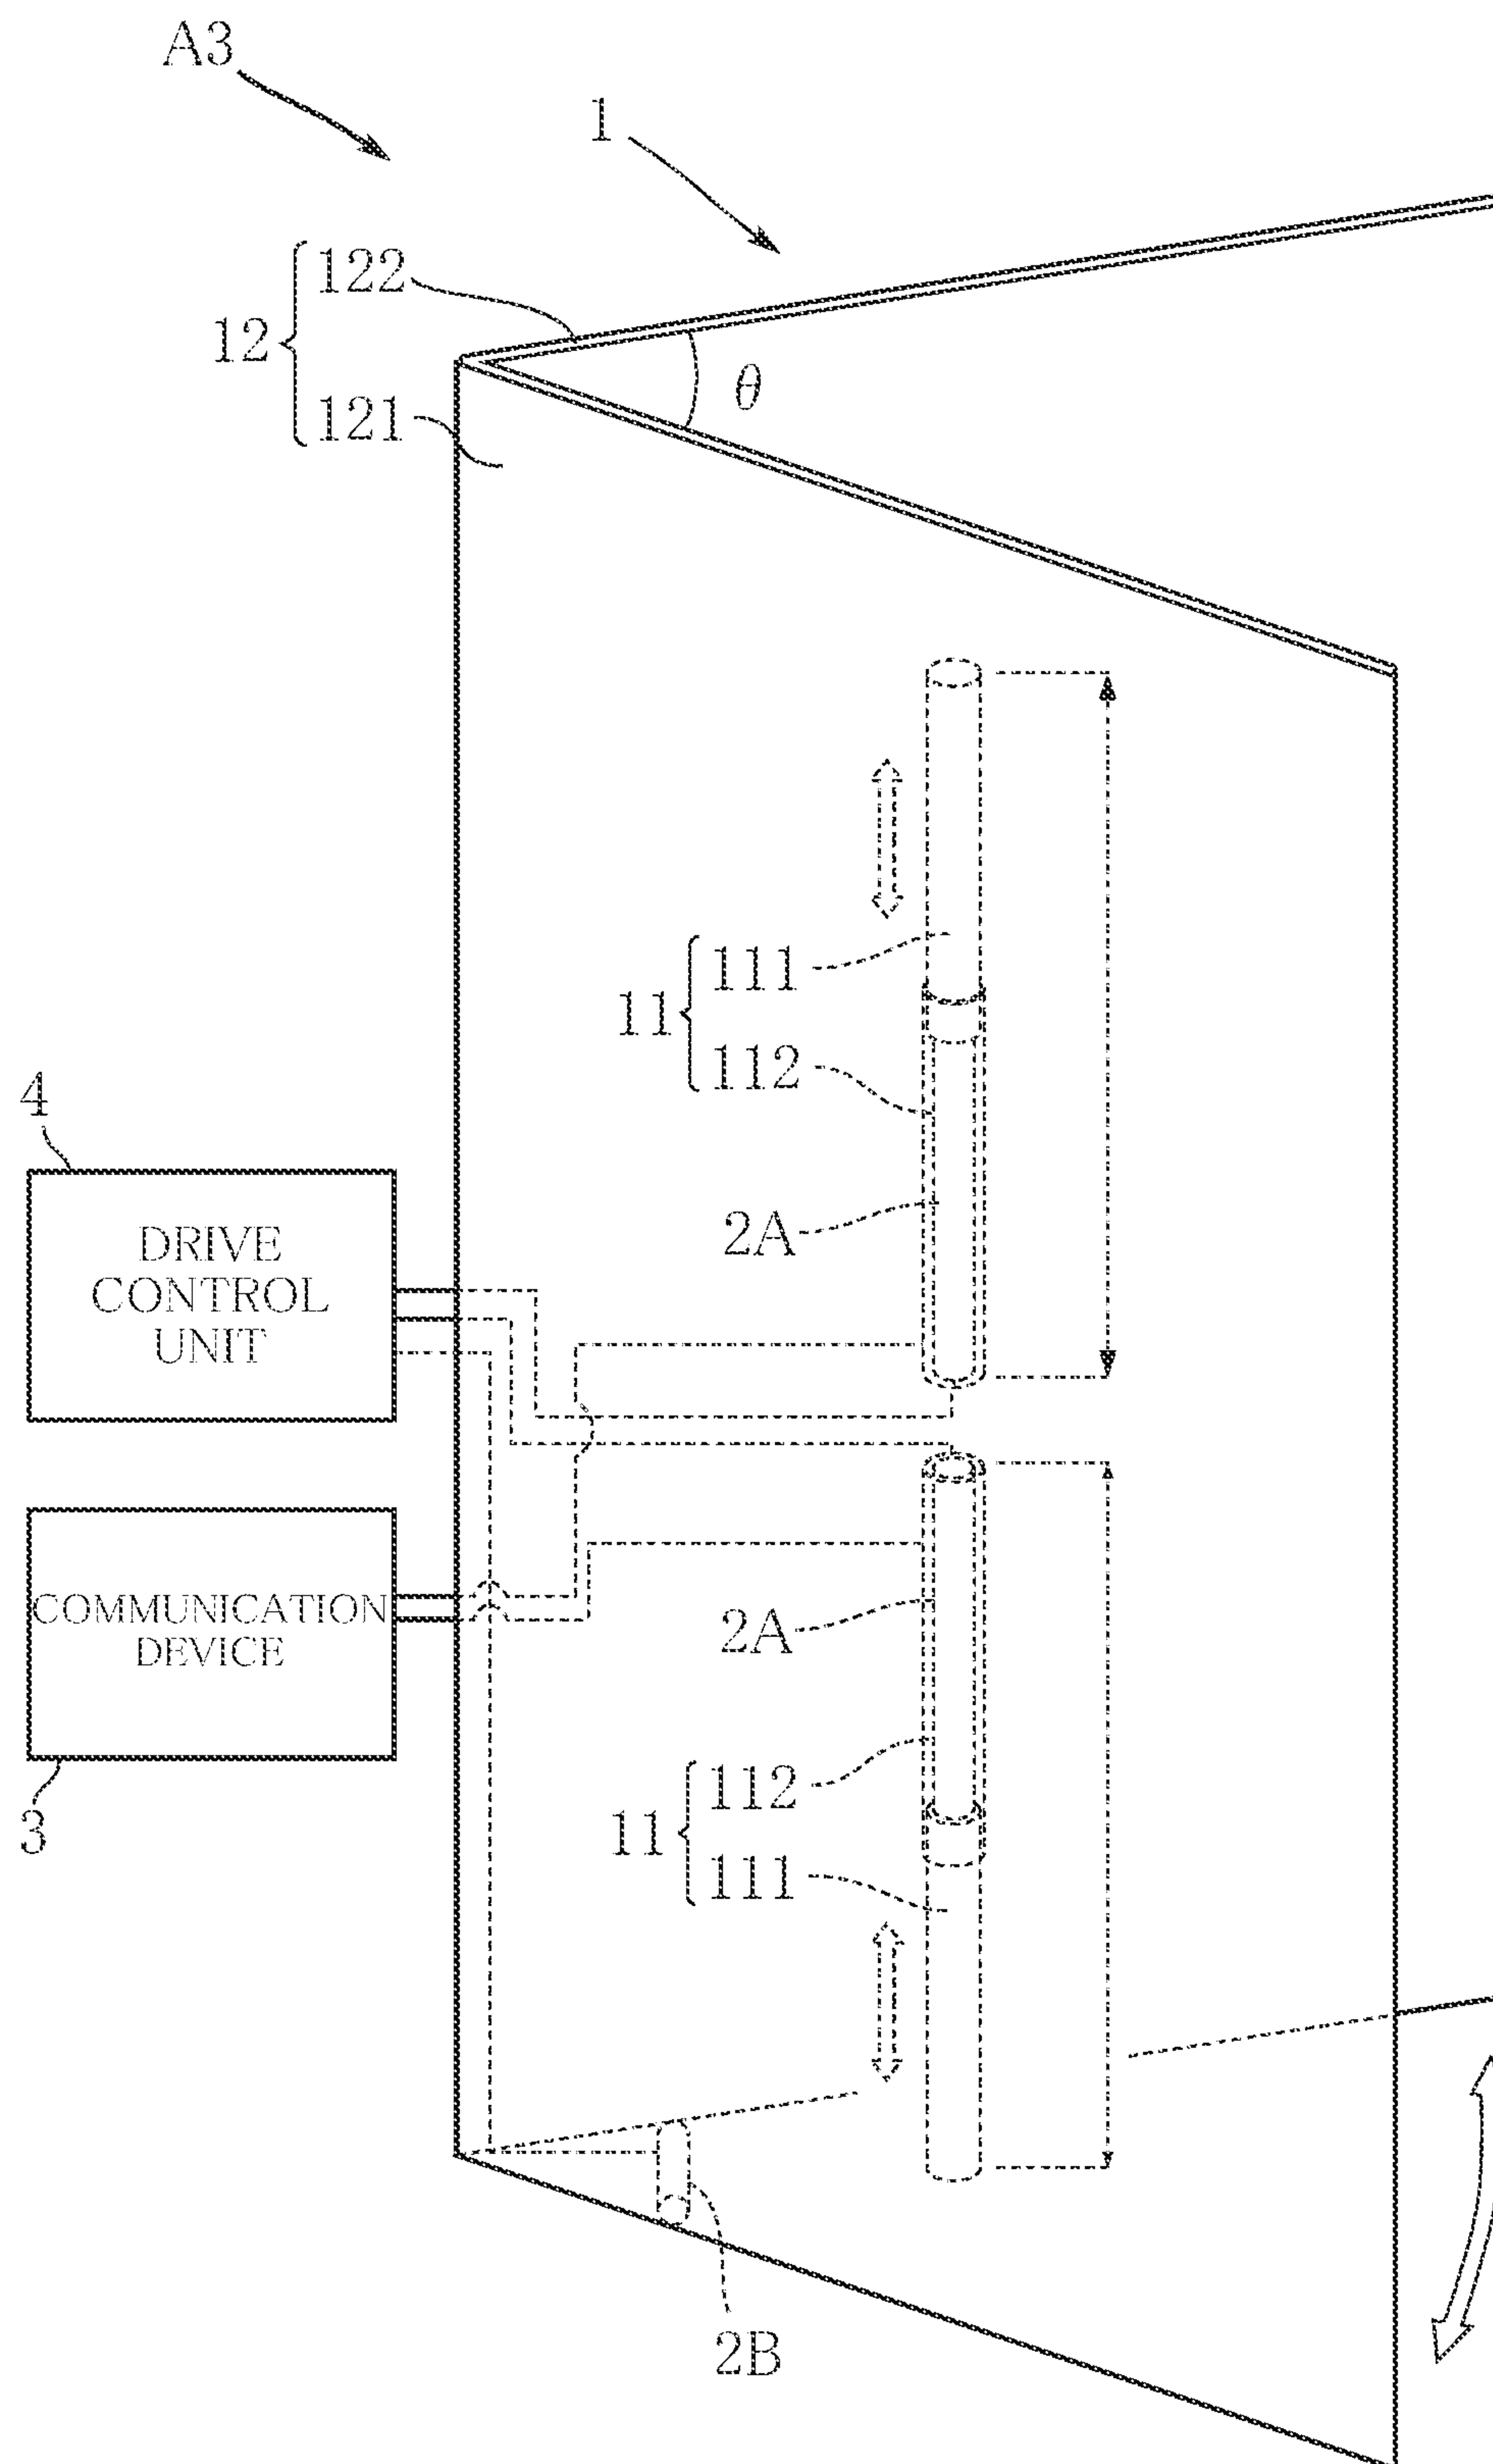 A3
1
122
12
121
θ
111
11
112
4
DRIVE
CONTROL
UNIT
2A
COMMUNICATION
DEVICE
2A
3
112
11
111
2B